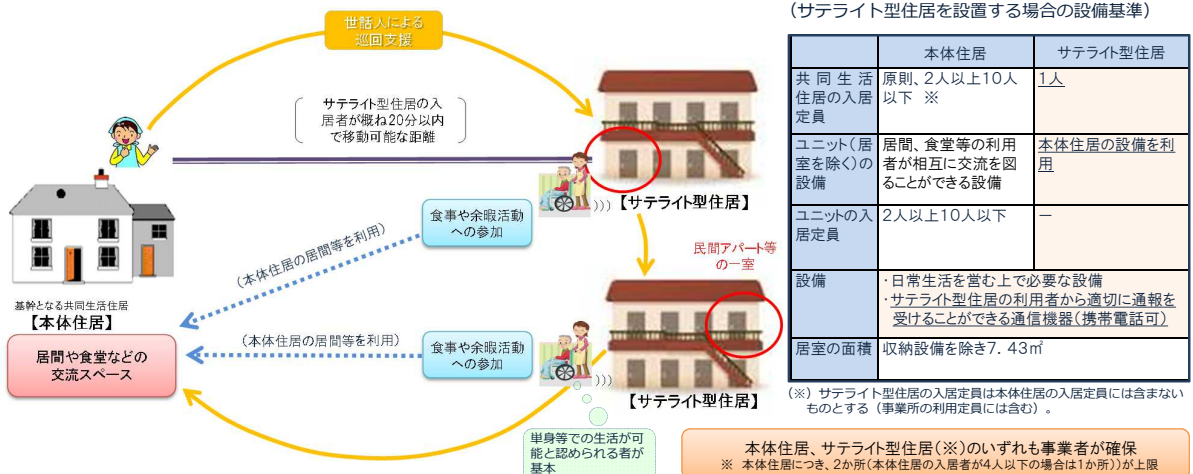 世話人による
巡回支援
サテライト型住居の入
居者が概ね20分以内
で移動可能な距離
【サテライト型住居】
食事や余暇活動
への参加
(本体住居の居間等を利用)
民間アパート等
の一室
基幹となる共同生活住居
【本体住居】
居間や食堂などの
交流スペース
(本体住居の居間等を利用)
食事や余暇活動
への参加
【サテライト型住居】
単身等での生活が可
能と認められる者が
基本
(サテライト型住居を設置する場合の設備基準)
本体住居 サテライト型住居
共同生活
住居の入居
定員
原則、2人以上10人
以下 ※
1人
ユニット(居
室を除く)の
設備
居間、食堂等の利用
者が相互に交流を図
ることができる設備
本体住居の設備を利
用
ユニットの入
居定員
2人以上10人以下
－
設備
・日常生活を営む上で必要な設備
・サテライト型住居の利用者から適切に通報を
受けることができる通信機器(携帯電話可)
居室の面積 収納設備を除き7.43㎡
(※)サテライト型住居の入居定員は本体住居の入居定員には含まない
ものとする(事業所の利用定員には含む)。
本体住居、サテライト型住居(※)のいずれも事業者が確保
※ 本体住居につき、2か所(本体住居の入居者が4人以下の場合は1か所))が上限